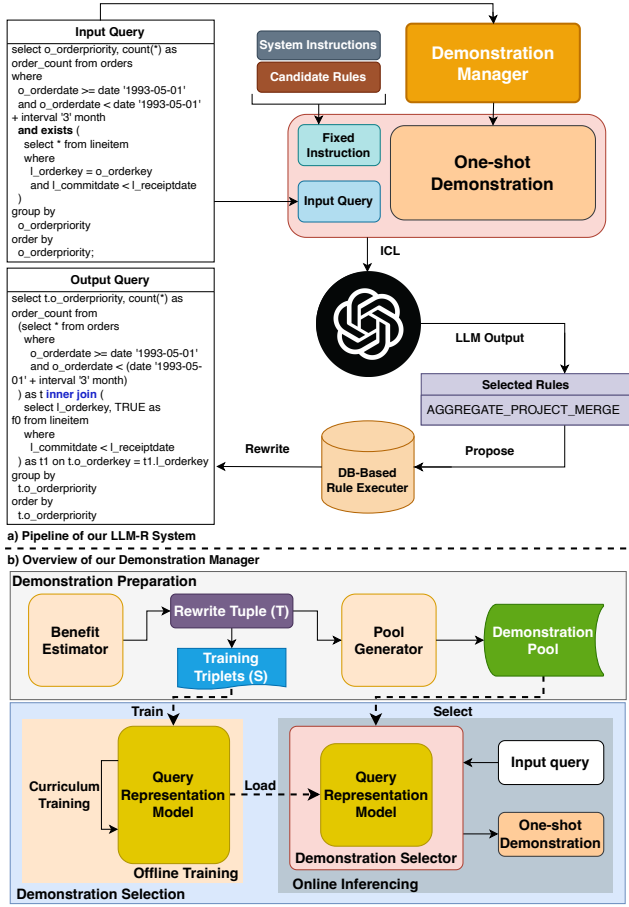 Input Query
select o_orderpriority, count(*) as
order_count from orders
where
o_orderdate >= date '1993-05-01'
and o_orderdate < date '1993-05-01'
+ interval '3' month
and exists (
select * from lineitem
where
l_orderkey = o_orderkey
and l_commitdate < l_receiptdate
)
group by
o_orderpriority
order by
o_orderpriority;
System Instructions
Candidate Rules
Demonstration
Manager
Fixed
Instruction
Input Query
One-shot
Demonstration
ICL
LLM Output
Selected Rules
AGGREGATE_PROJECT_MERGE
Propose
DB-Based
Rule Executer
Rewrite
Output Query
select t.o_orderpriority, count(*) as
order_count from
(select * from orders
where
o_orderdate >= date '1993-05-01'
and o_orderdate < (date '1993-05-
01' + interval '3' month)
) as t inner join (
select l_orderkey, TRUE as
f0 from lineitem
where
l_commitdate < l_receiptdate
) as t1 on t.o_orderkey = t1.l_orderkey
group by
t.o_orderpriority
order by
t.o_orderpriority
a) Pipeline of our LLM-R System
b) Overview of our Demonstration Manager
Demonstration Preparation
Benefit
Estimator
Rewrite Tuple (T)
Training
Triplets (S)
Pool
Generator
Demonstration
Pool
Train
Select
Curriculum
Training
Query
Representation
Model
Offline Training
Load
Query
Representation
Model
Demonstration Selector
Input query
One-shot
Demonstration
Online Inferencing
Demonstration Selection